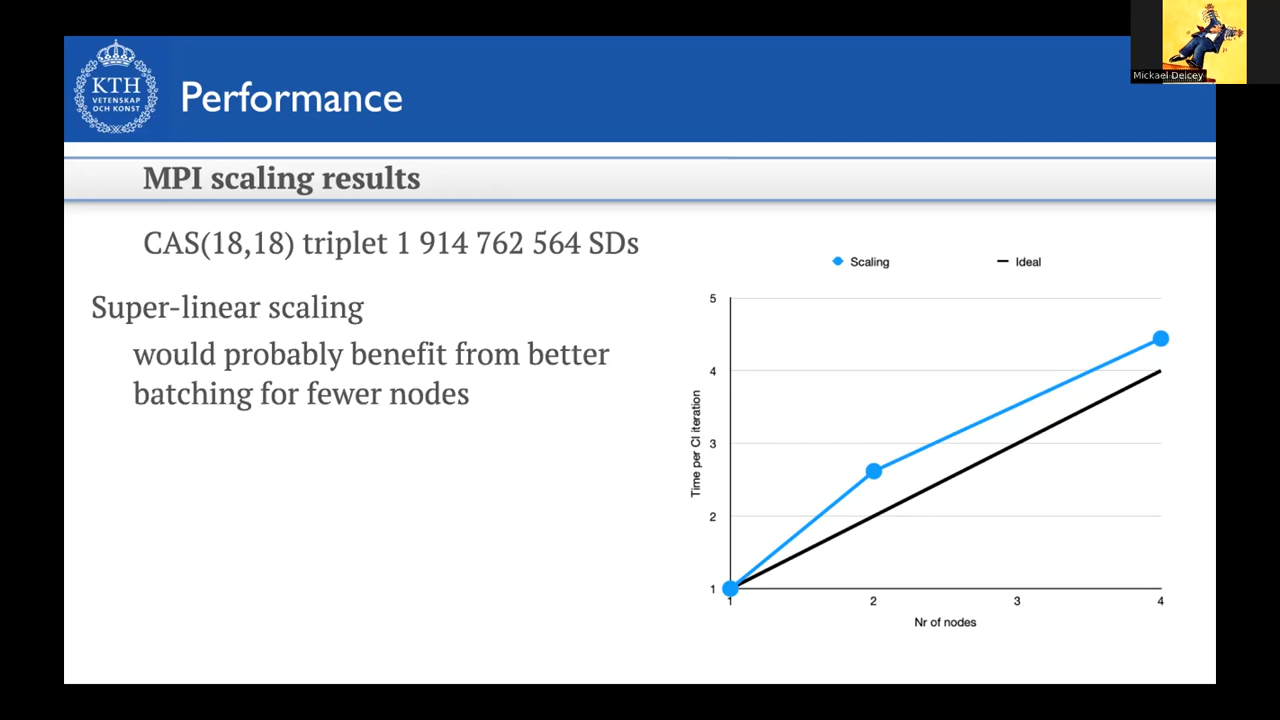 KTH
VETENSKAP
OCH KONST
Performance
Mickael Delcey
MPI scaling results
CAS(18,18) triplet 1 914 762 564 SDs
Super-linear scaling
would probably benefit from better
batching for fewer nodes
Scaling
Ideal
5
4
3
2
1
Time per CI iteration
1
2
3
4
Nr of nodes